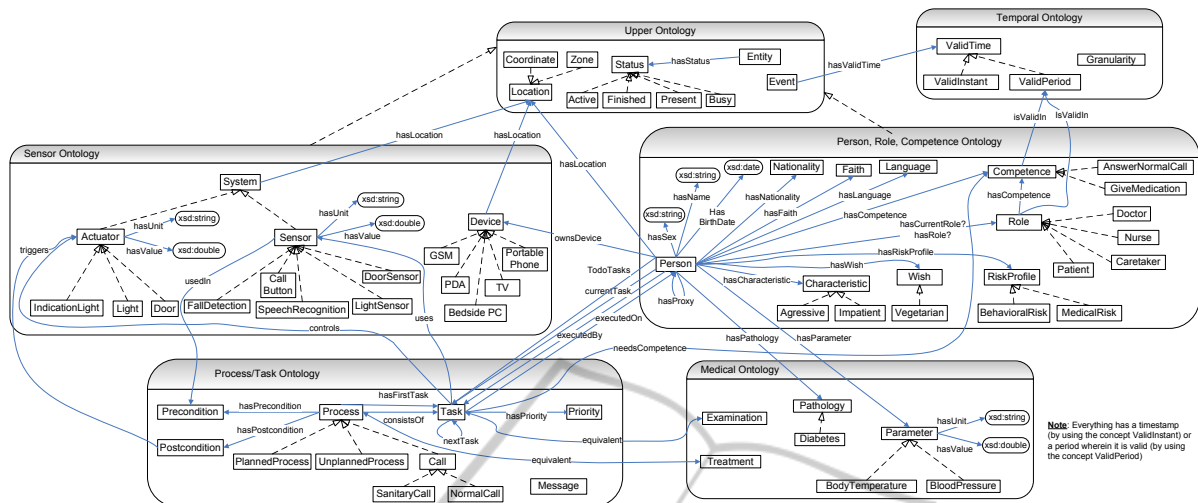 Upper Ontology
Coordinate
Zone
Status
hasStatus
Entity
Event
Location
Active
Finished
Present
Busy
hasValidTime
Temporal Ontology
ValidTime
Granularity
ValidInstant
ValidPeriod
isValidIn
IsValidIn
hasLocation
hasLocation
hasLocation
Sensor Ontology
System
xsd:string
hasUnit
xsd:double
hasValue
Actuator
hasUnit
xsd:string
hasValue
xsd:double
Sensor
Device
triggers
usedIn
GSM
Portable
Phone
PDA
TV
Bedside PC
Call
Button
DoorSensor
FallDetection
LightSensor
SpeechRecognition
IndicationLight
Light
Door
controls
uses
ownsDevice
Person, Role, Competence Ontology
xsd:string
xsd:date
Nationality
Faith
Language
Competence
AnswerNormalCall
GiveMedication
hasName
hasNationality
Has
BirthDate
hasFaith
hasLanguage
hasCompetence
hasCompetence
xsd:string
hasSex
hasCurrentRole?
hasRole?
Role
Doctor
Nurse
Caretaker
Patient
Person
hasRiskProfile
hasWish
hasCharacteristic
Characteristic
Wish
RiskProfile
hasProxy
Agressive
Impatient
Vegetarian
BehavioralRisk
MedicalRisk
TodoTasks
currentTask
executedOn
executedBy
needsCompetence
hasPathology
hasParameter
Process/Task Ontology
hasFirstTask
Precondition
hasPrecondition
Process
consistsOf
Task
hasPriority
Priority
hasPostcondition
Postcondition
nextTask
equivalent
equivalent
PlannedProcess
UnplannedProcess
Call
SanitaryCall
NormalCall
Message
Medical Ontology
Examination
Treatment
Pathology
Diabetes
Parameter
hasUnit
xsd:string
hasValue
xsd:double
BodyTemperature
BloodPressure
Note: Everything has a timestamp
(by using the concept ValidInstant) or
a period wherein it is valid (by using
the concept ValidPeriod)